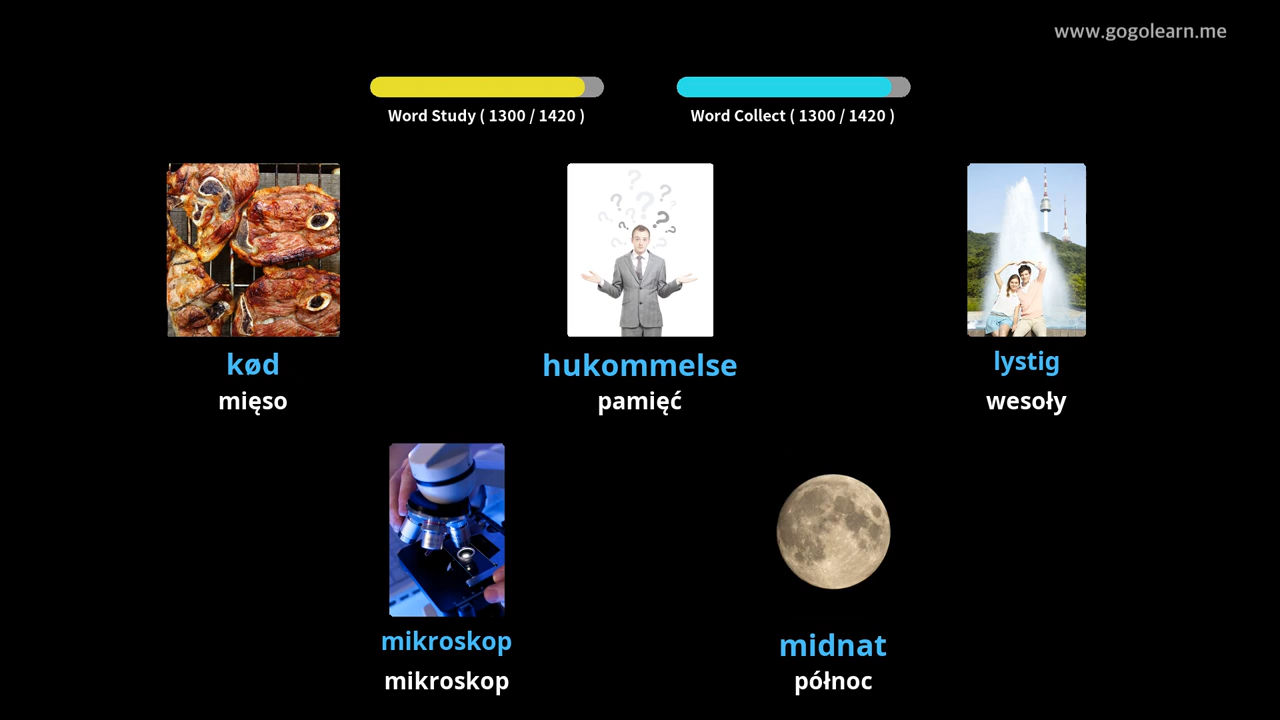 www.gogolearn.me
Word Study ( 1300 / 1420 )
Word Collect ( 1300 / 1420 )
kød
mięso
hukommelse
pamięć
lystig
wesoły
mikroskop
mikroskop
midnat
północ